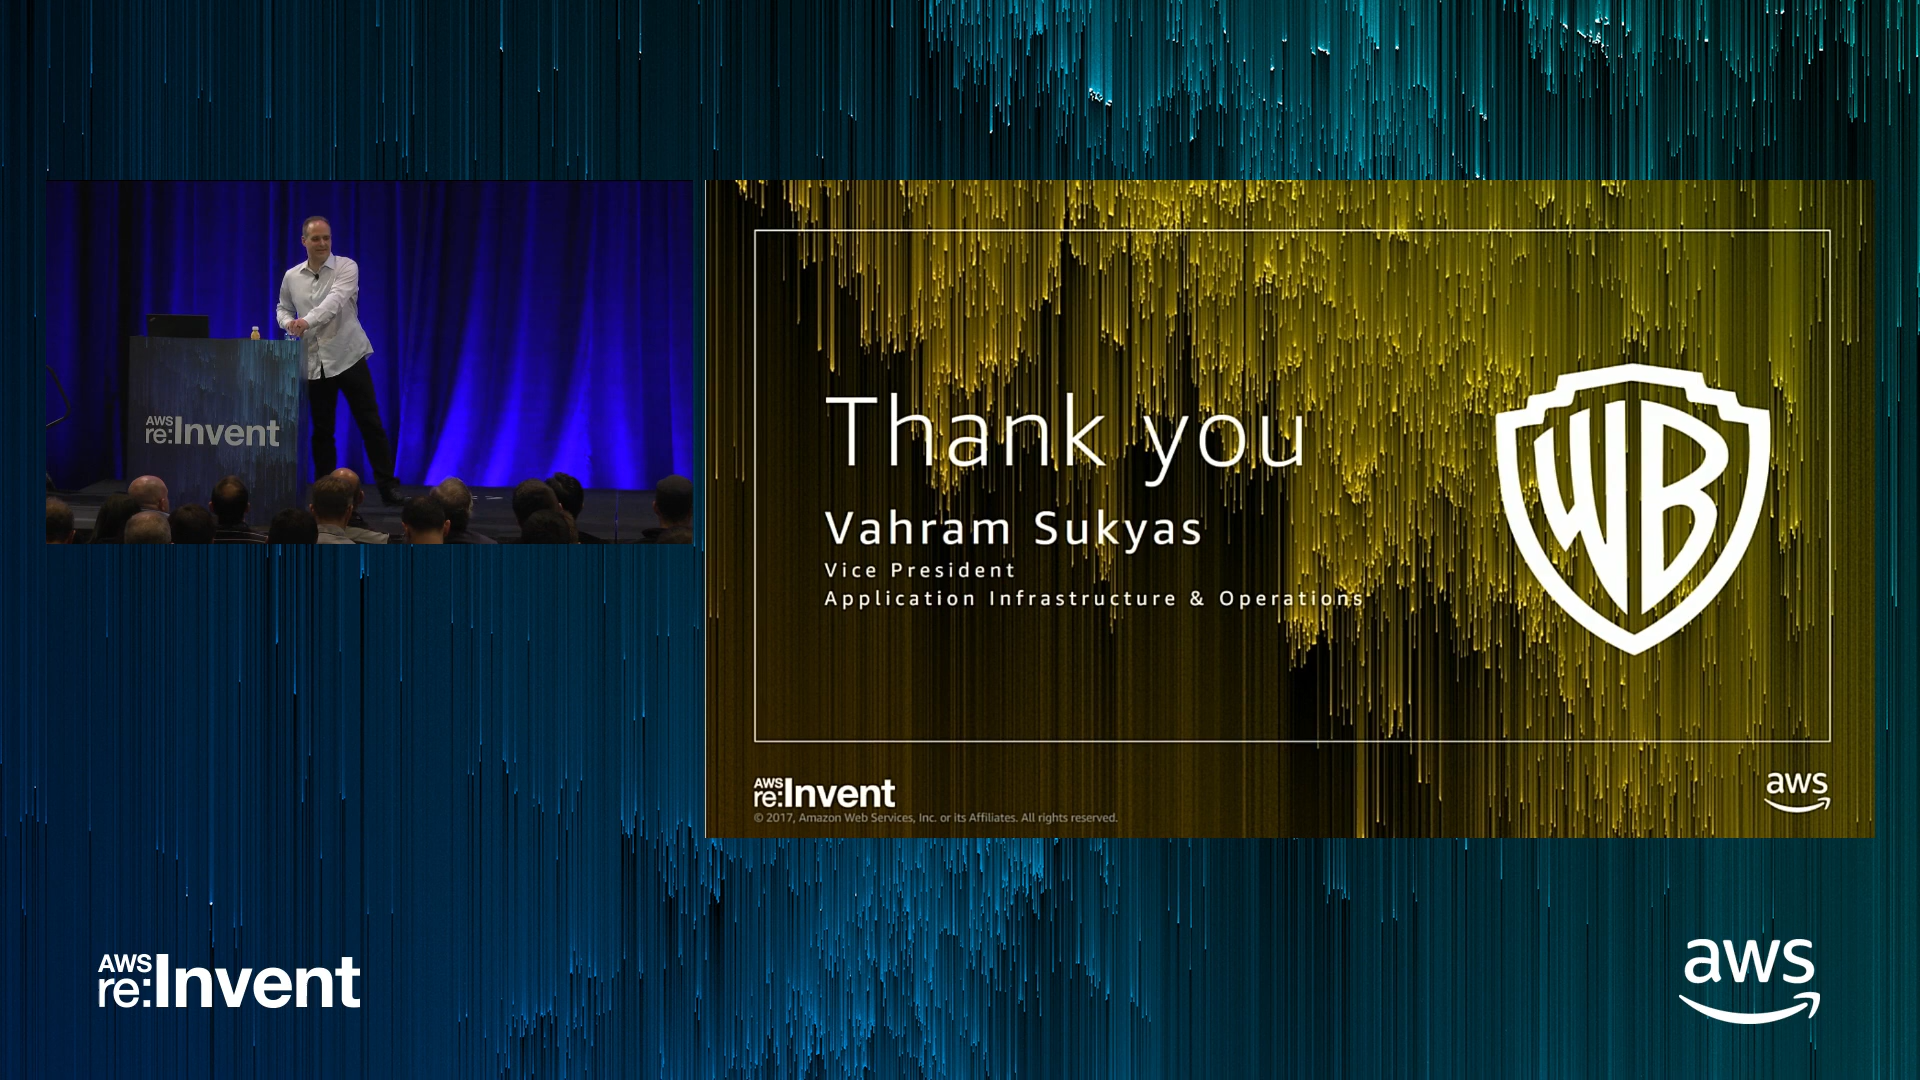 AWS
re:Invent
Thank you
Vahram Sukyas
Vice President
Application Infrastructure & Operations
WB
AWS
re:Invent
© 2017, Amazon Web Services, Inc. or its Affiliates. All rights reserved.
aws
AWS
re:Invent
aws